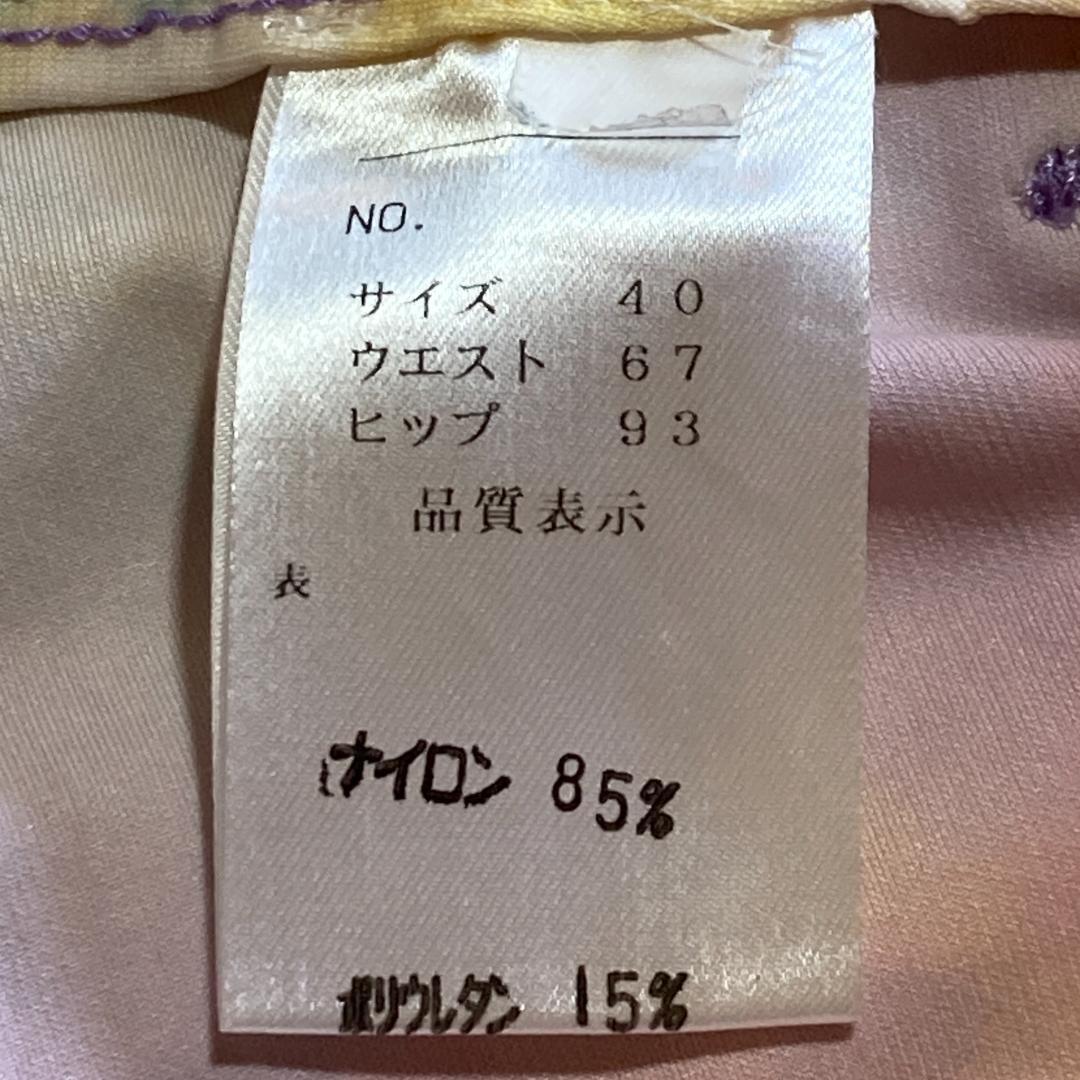 NO.
サイズ 40
ウエスト 67
ヒップ 93
品質表示
表
ナイロン 85%
ポリウレタン 15%